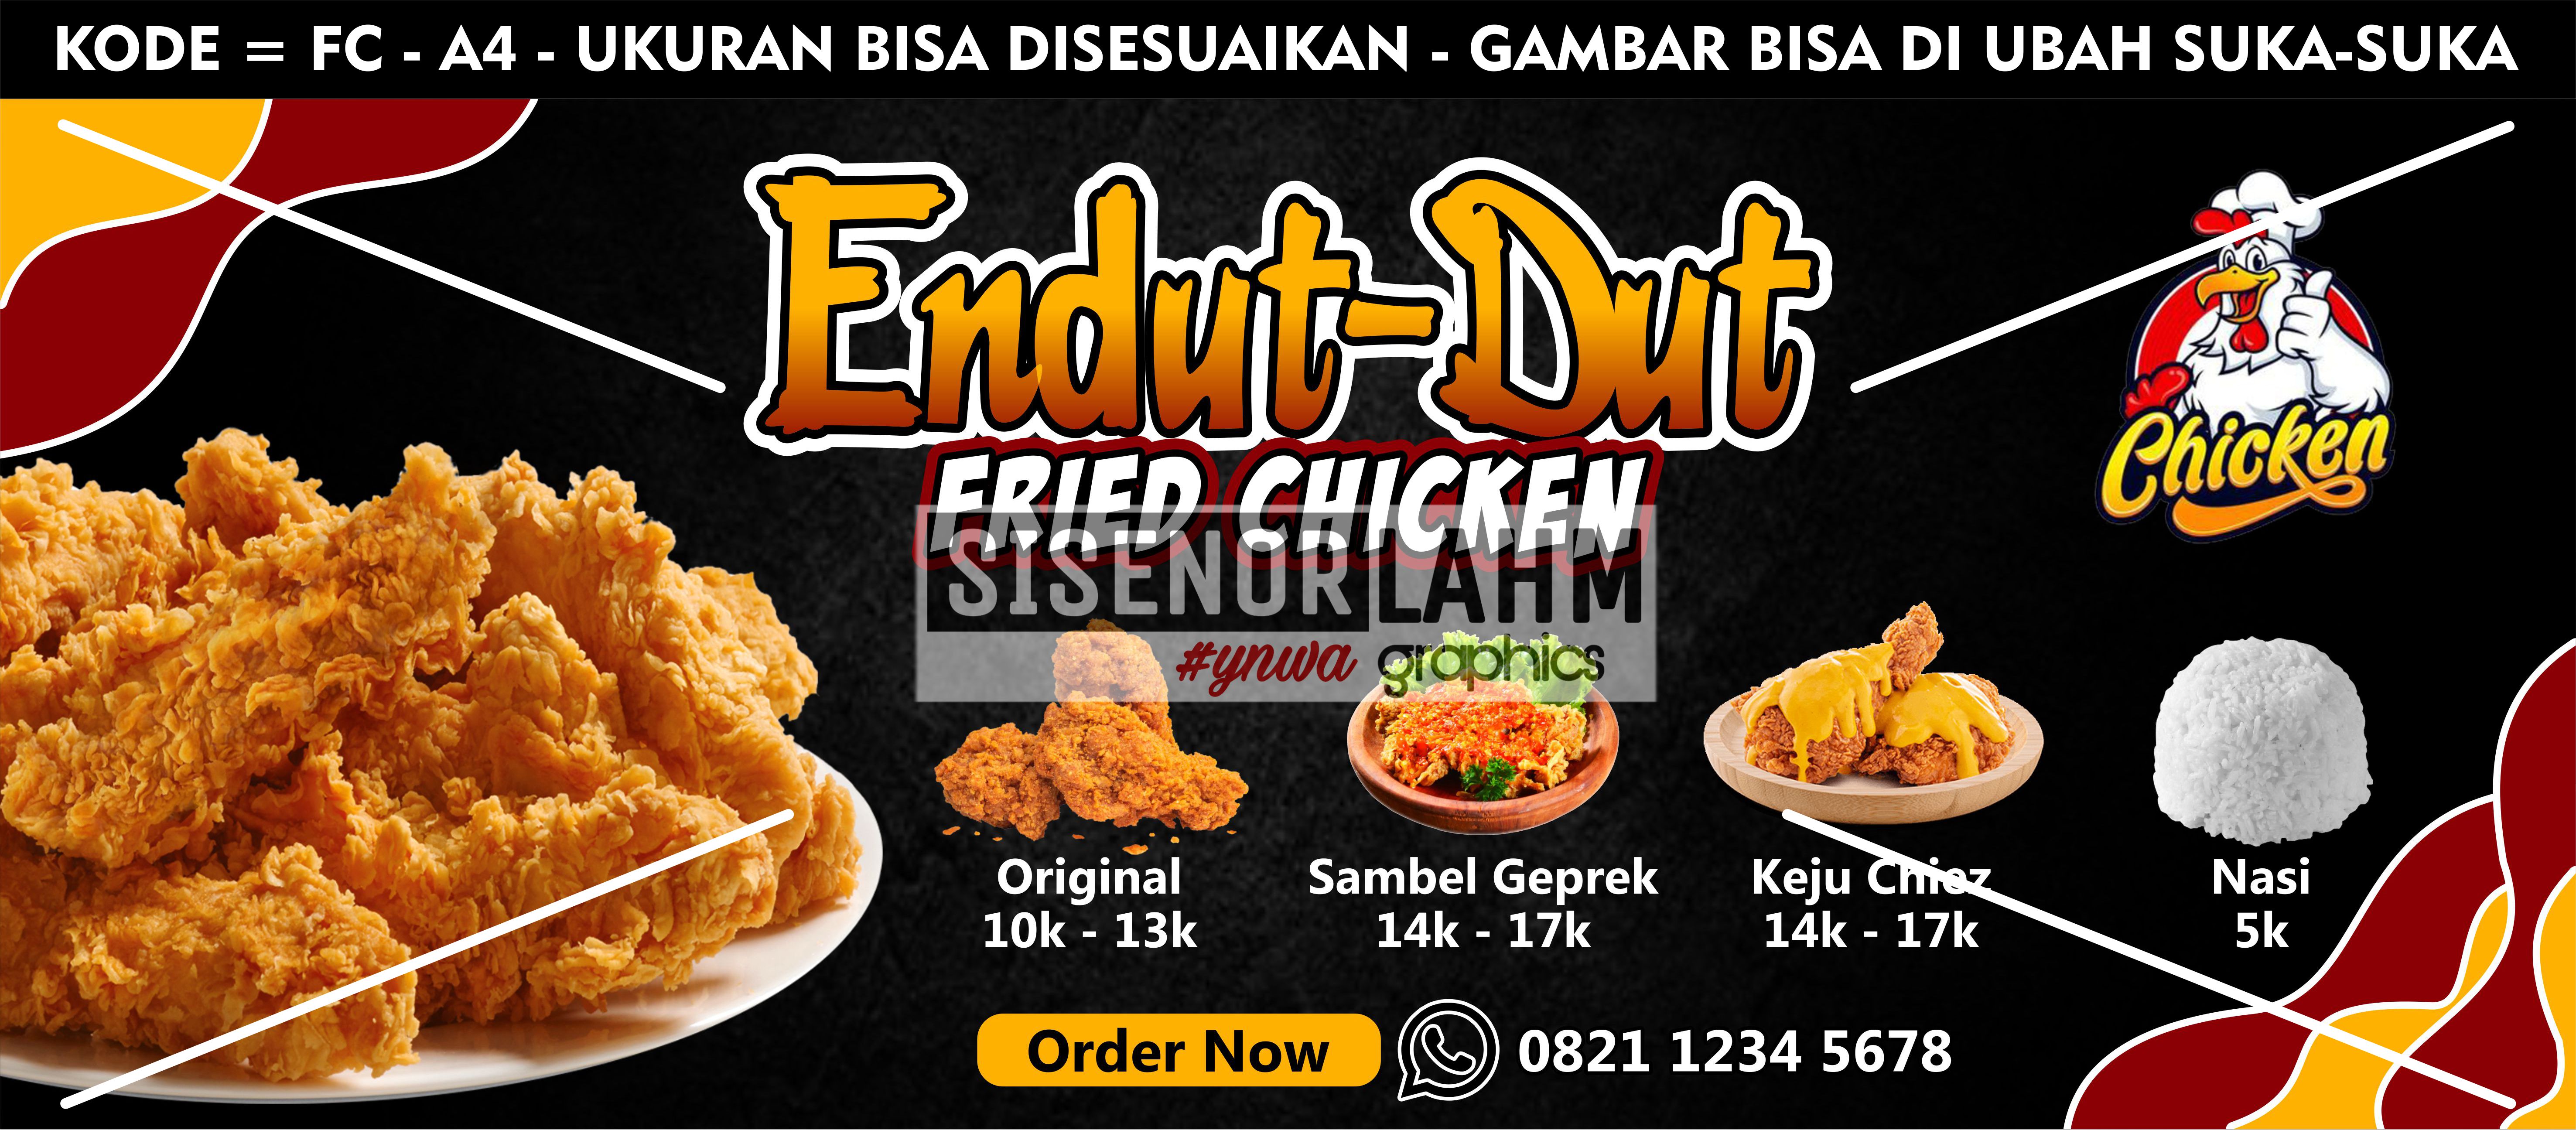 KODE = FC - A4 - UKURAN BISA DISESUAIKAN - GAMBAR BISA DI UBAH SUKA-SUKA
Endut-Dut
FRIED CHICKEN
Chicken
SISENOR LAHM
#ynwa graphics
Original
10k - 13k
Sambel Geprek
14k - 17k
Keju Chiez
14k - 17k
Nasi
5k
Order Now
0821 1234 5678